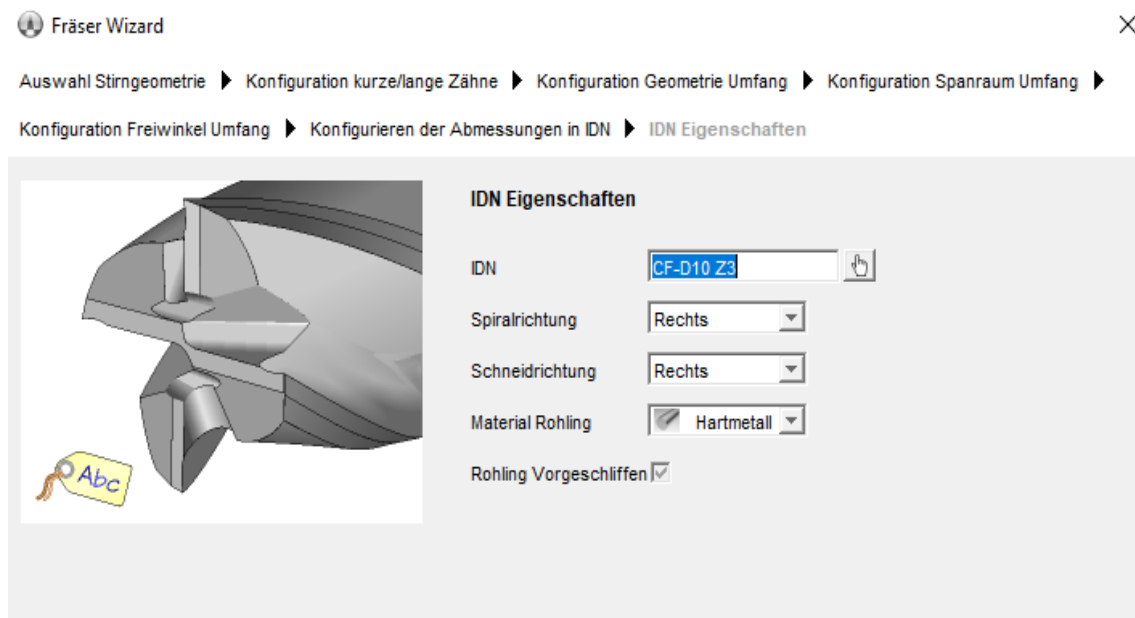 Fräser Wizard
Auswahl Stirngeometrie ▶ Konfiguration kurze/lange Zähne ▶ Konfiguration Geometrie Umfang ▶ Konfiguration Spanraum Umfang ▶
Konfiguration Freiwinkel Umfang ▶ Konfigurieren der Abmessungen in IDN ▶ IDN Eigenschaften
IDN Eigenschaften
IDN CF-D10 Z3
Spiralrichtung Rechts
Schneidrichtung Rechts
Material Rohling Hartmetall
Rohling Vorgeschliffen
Abc